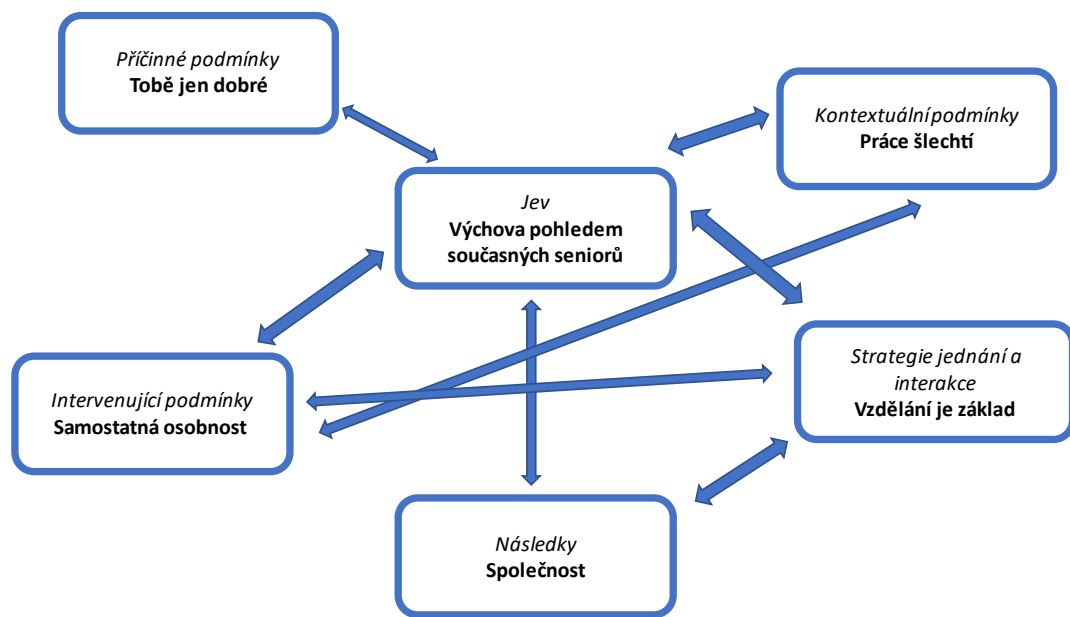 Příčinné podmínky
Tobě jen dobré
Kontextuální podmínky
Práce šlechtí
Jev
Výchova pohledem
současných seniorů
Strategie jednání a
interakce
Vzdělání je základ
Intervenující podmínky
Samostatná osobnost
Následky
Společnost